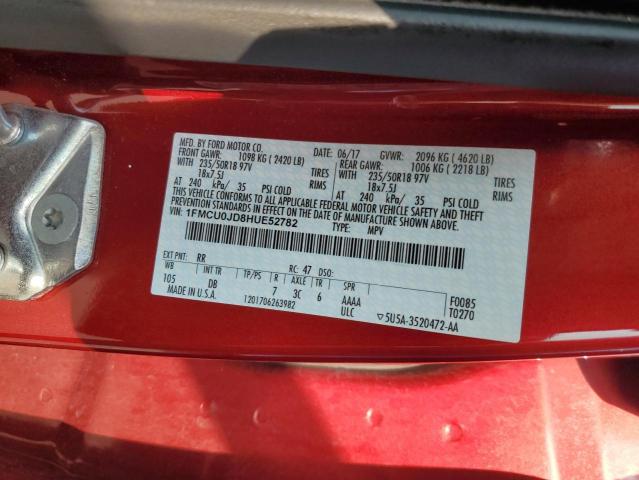 MFD. BY FORD MOTOR CO.
06/17 GVWR: 2096 KG ( 4620 LB)
FRONT GAWR: 1098 KG ( 2420 LB) REAR GAWR: 1006 KG ( 2218 LB)
WITH 235/50R18 97V TIRES WITH 235/50R18 97V TIRES
18x7.5J RIMS 18x7.5J RIMS
AT 240 kPa/ 35 PSI COLD AT 240 kPa/ 35 PSI COLD
THIS VEHICLE CONFORMS TO ALL APPLICABLE FEDERAL MOTOR VEHICLE SAFETY AND THEFT
PREVENTION STANDARDS IN EFFECT ON THE DATE OF MANUFACTURE SHOWN ABOVE.
1FMCU0JD8HUE52782 TYPE: MPV
EXT PNT: RR RC: 47 DSO:
WB INT TR TP/PS R AXLE TR SPR
105 DB 7 3C 6 AAAA F0085
MADE IN U.S.A. 1201706263982 ULC T0270
▽5U5A-3520472-AA